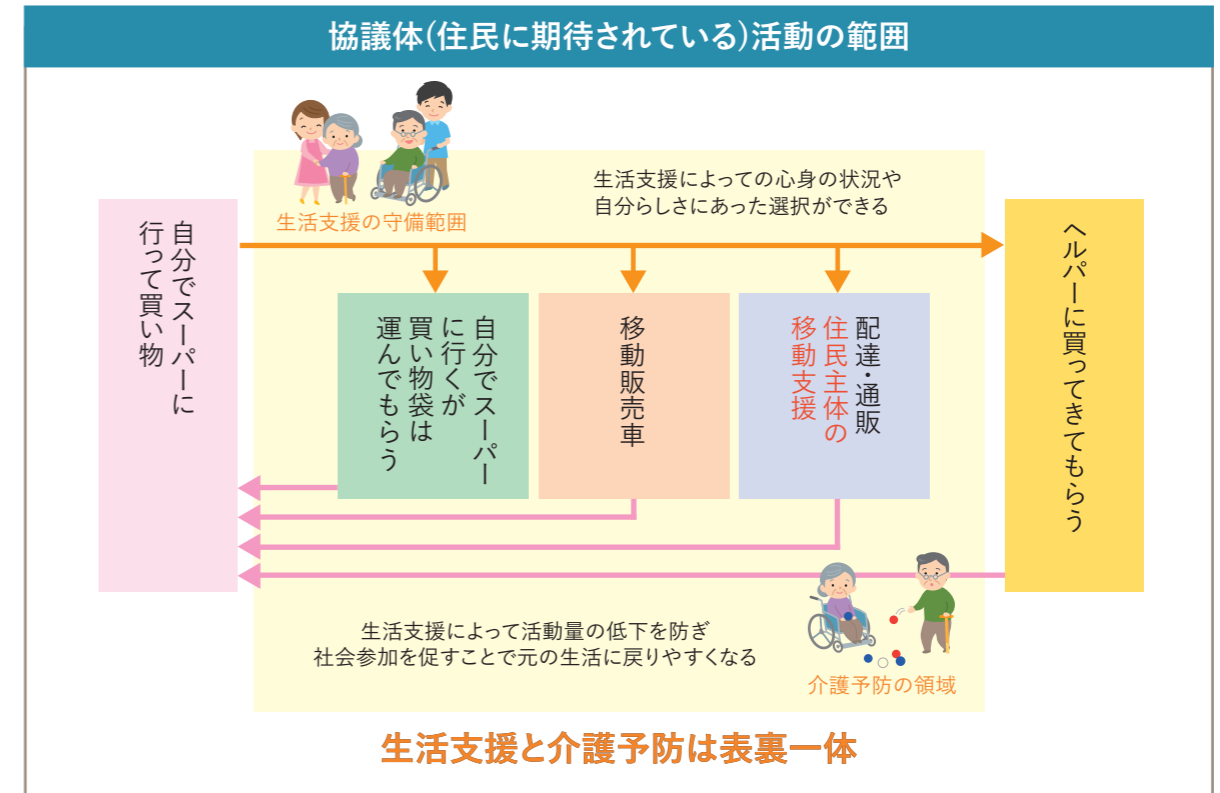 協議体(住民に期待されている)活動の範囲
生活支援の守備範囲
生活支援によっての心身の状況や
自分らしさにあった選択ができる
自分でスーパーに
行って買い物
自分でスーパー
に行くが
買い物袋は
運んでもらう
移動販売車
配達・通販
住民主体の
移動支援
ヘルパーに買ってきてもらう
生活支援によって活動量の低下を防ぎ
社会参加を促すことで元の生活に戻りやすくなる
介護予防の領域
生活支援と介護予防は表裏一体